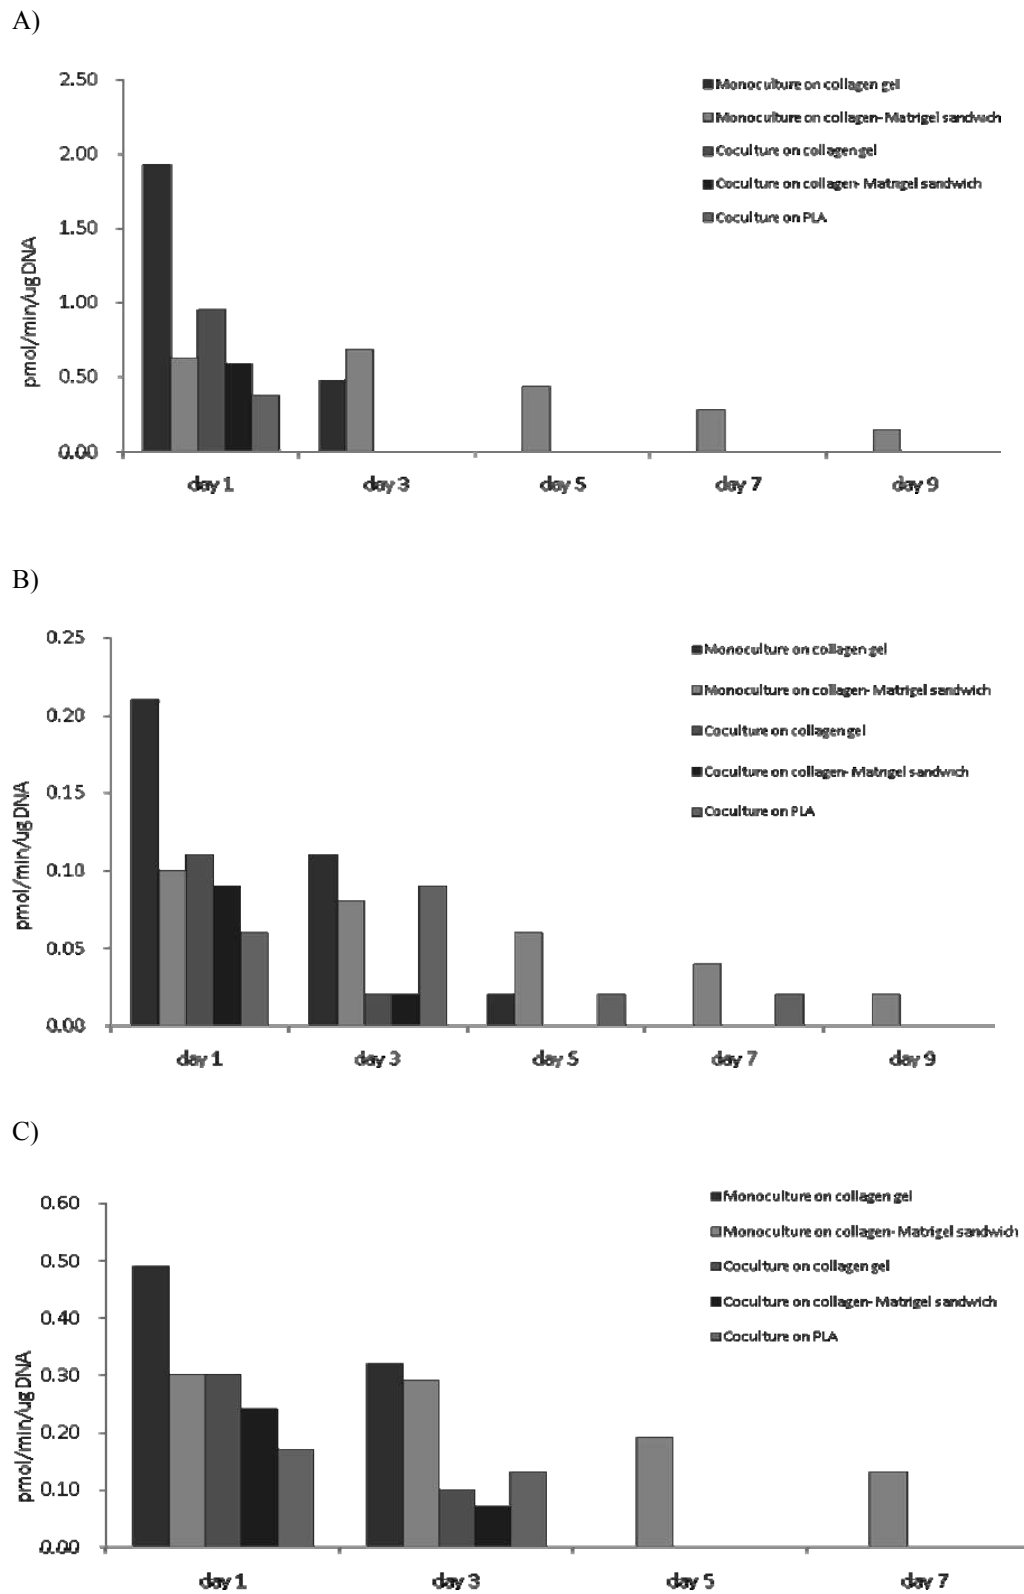 A)
2.50
2.00
1.50
1.00
0.50
0.00
pmol/min/ugDNA
Monoculture on collagen gel
Monoculture on collagen- Matrigel sandwich
Coculture on collagen gel
Coculture on collagen- Matrigel sandwich
Coculture on PLA
day 1 day 3 day 5 day 7 day 9
B)
0.25
0.20
0.15
0.10
0.05
0.00
pmol/min/ugDNA
Monoculture on collagen gel
Monoculture on collagen- Matrigel sandwich
Coculture on collagen gel
Coculture on collagen- Matrigel sandwich
Coculture on PLA
day 1 day 3 day 5 day 7 day 9
C)
0.60
0.50
0.40
0.30
0.20
0.10
0.00
pmol/min/ug DNA
Monoculture on collagen gel
Monoculture on collagen- Matrigel sandwich
Coculture on collagen gel
Coculture on collagen- Matrigel sandwich
Coculture on PLA
day 1 day 3 day 5 day 7